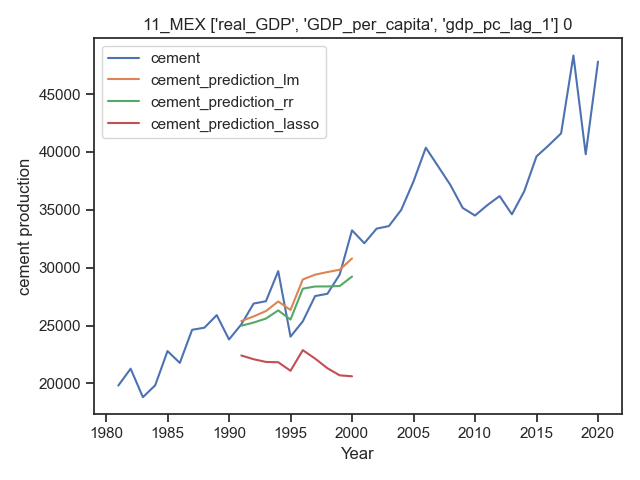 11_MEX ['real_GDP', 'GDP_per_capita', 'gdp_pc_lag_1'] 0
cement
cement_prediction_lm
cement_prediction_rr
cement_prediction_lasso
cement production
45000
40000
35000
30000
25000
20000
1980 1985 1990 1995 2000 2005 2010 2015 2020
Year